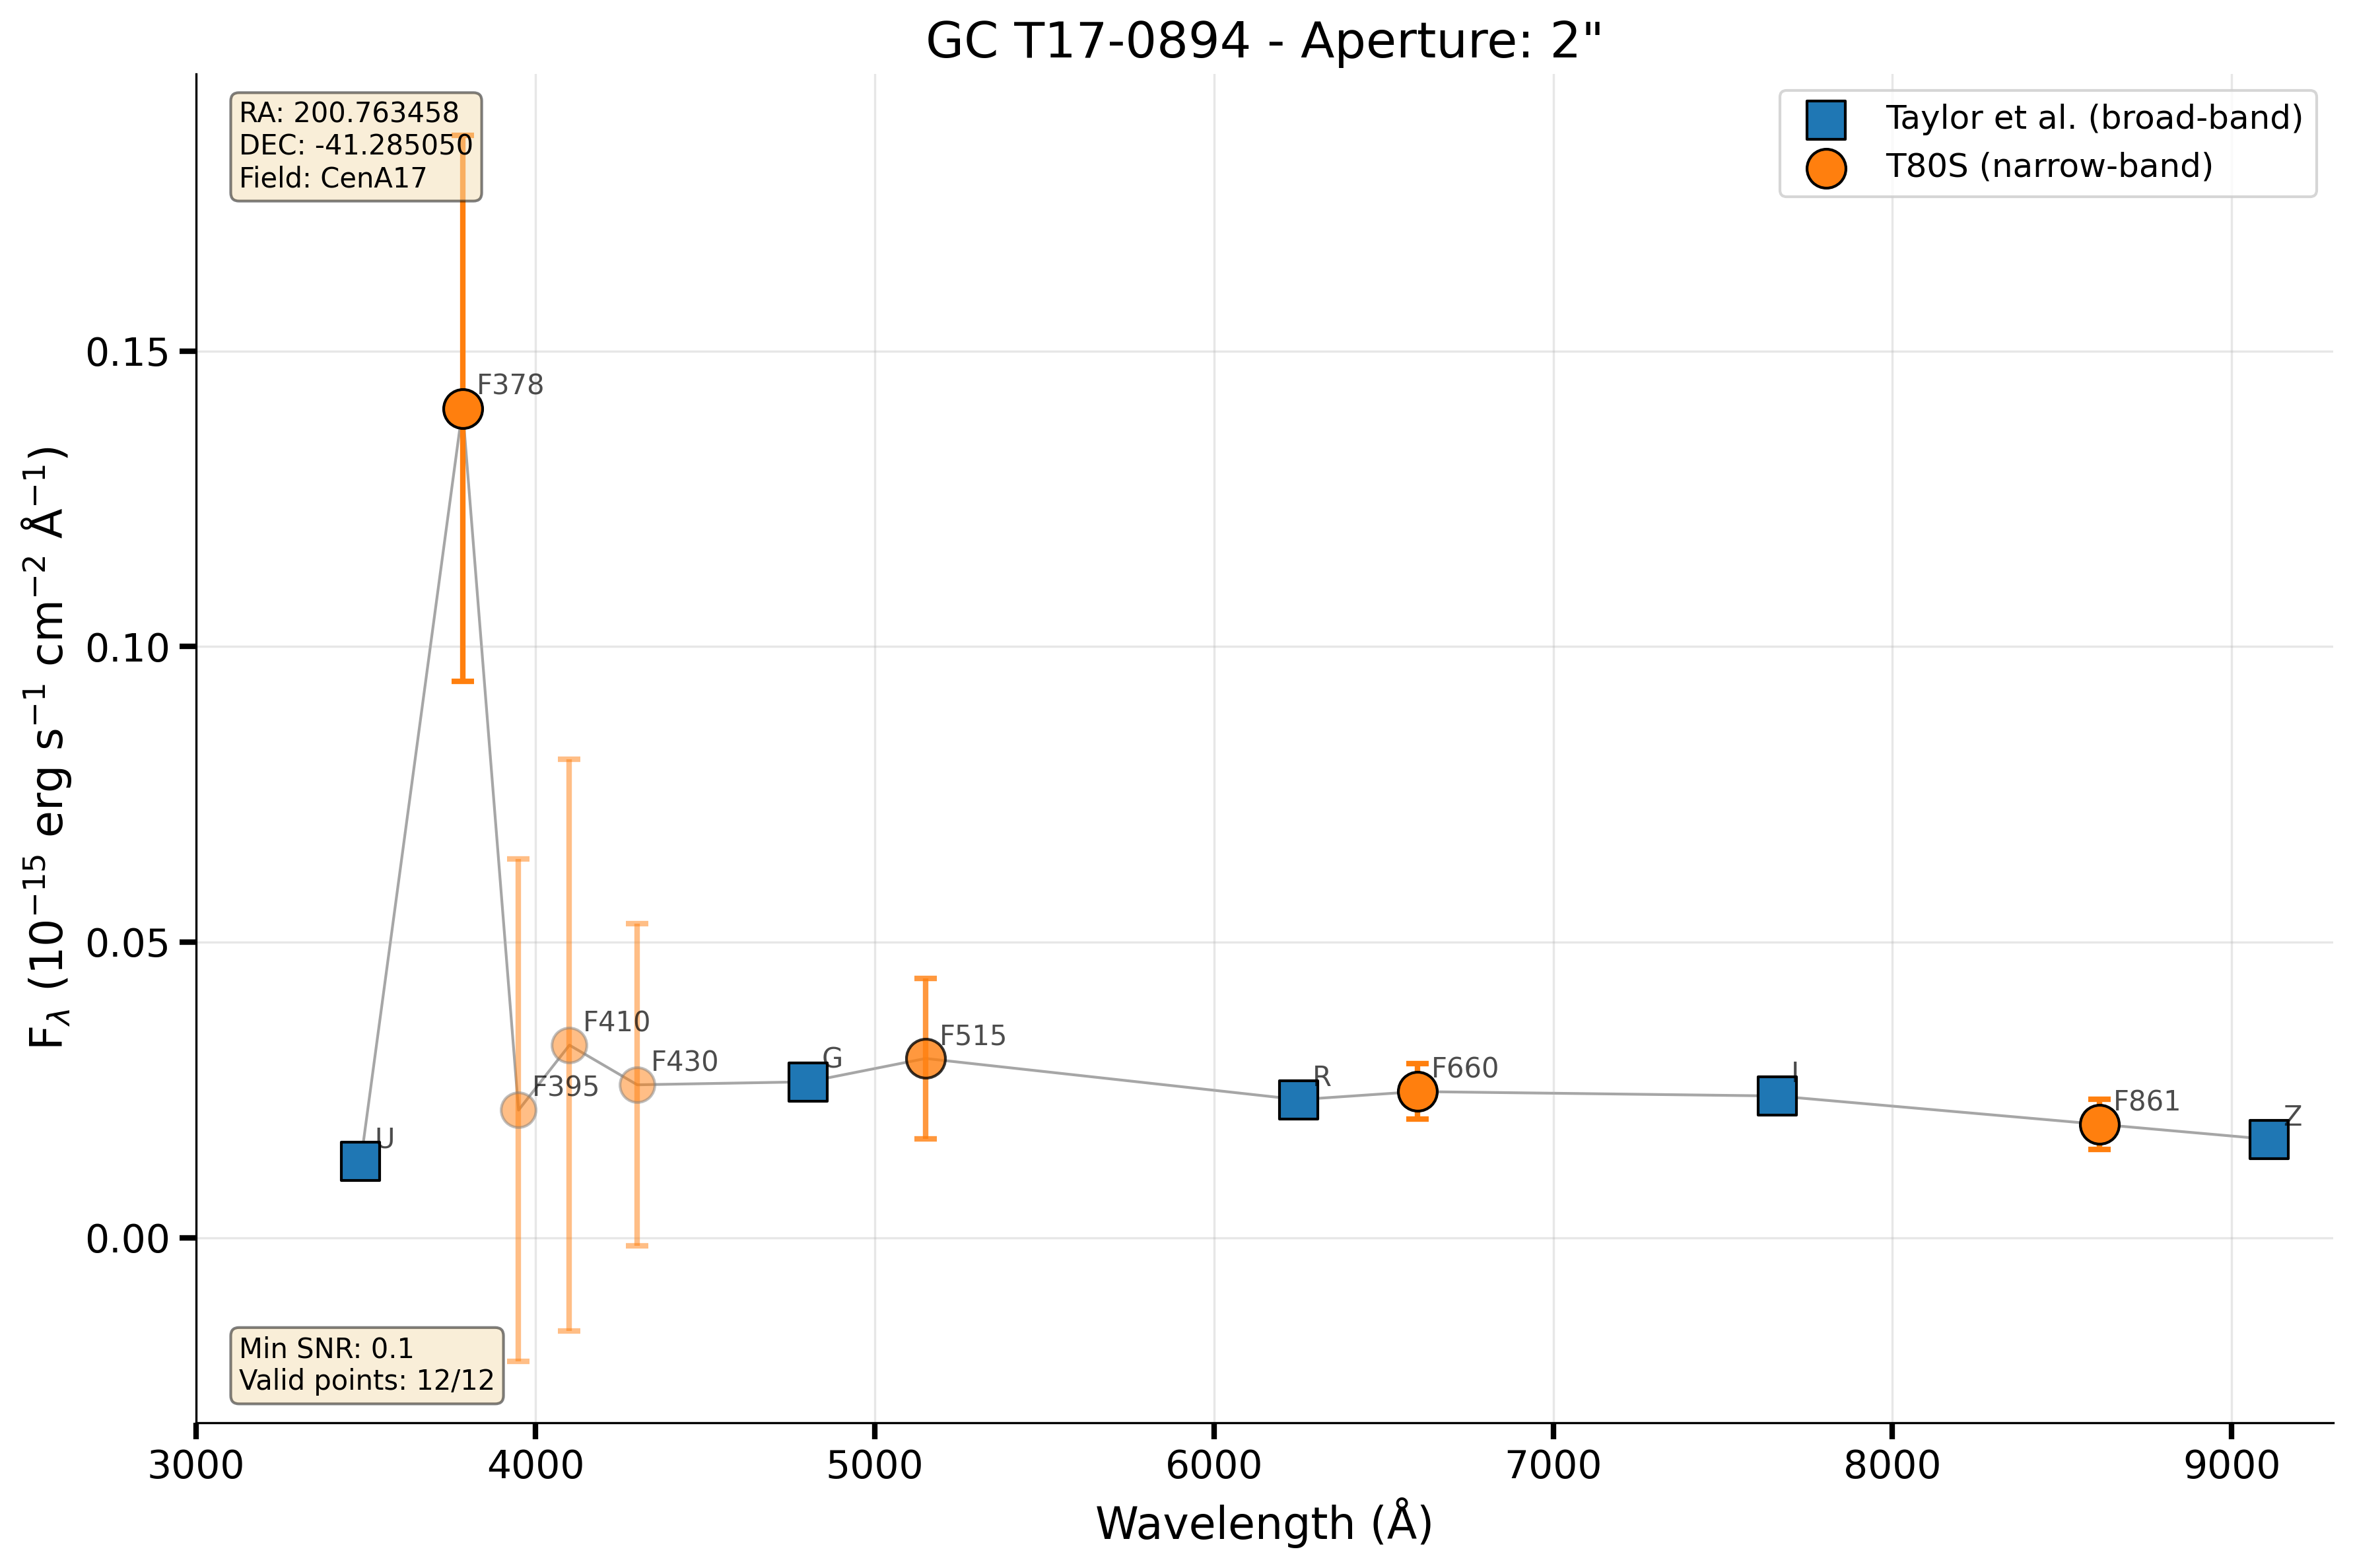 GC T17-0894 - Aperture: 2"
RA: 200.763458
DEC: -41.285050
Field: CenA17
Taylor et al. (broad-band)
T80S (narrow-band)
F378
F395
F410
F430
F515
F660
F861
U
G
R
I
Z
0.15
0.10
0.05
0.00
F_λ (10⁻¹⁵ erg s⁻¹ cm⁻² Å⁻¹)
Min SNR: 0.1
Valid points: 12/12
3000 4000 5000 6000 7000 8000 9000
Wavelength (Å)